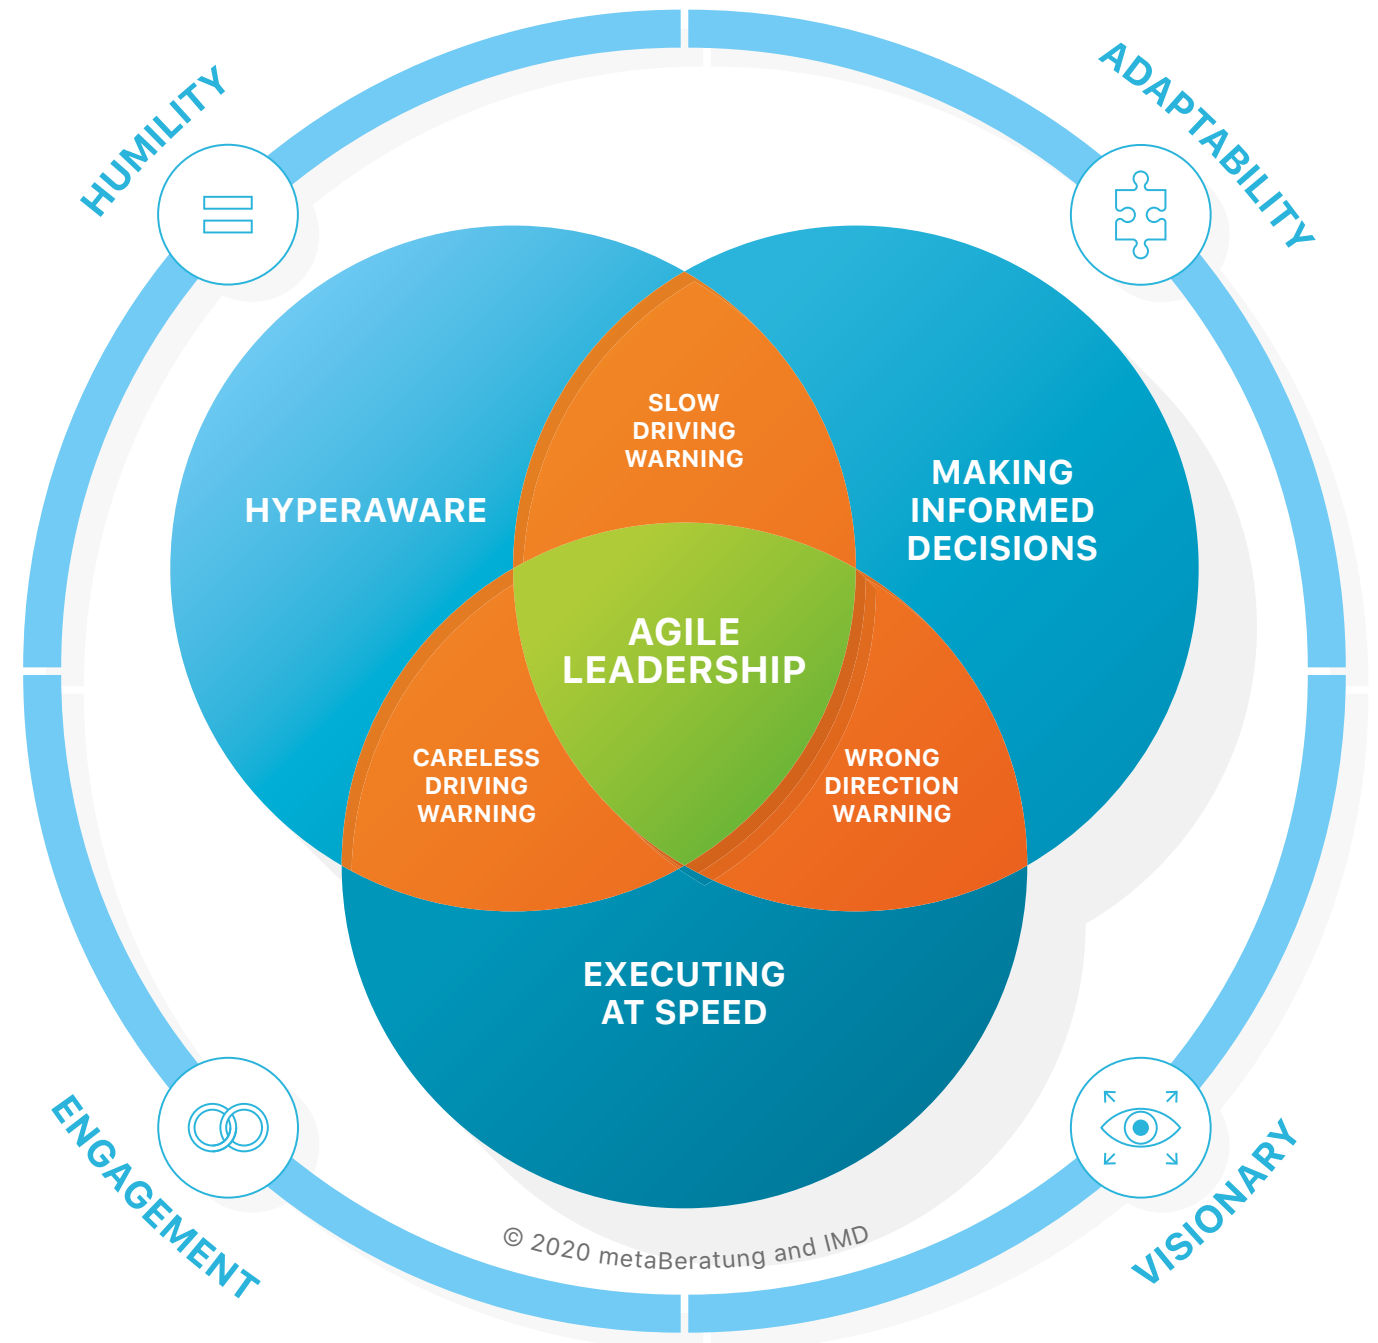 HUMILITY
ADAPTABILITY
SLOW
DRIVING
WARNING
HYPERAWARE
MAKING
INFORMED
DECISIONS
AGILE
LEADERSHIP
CARELESS
DRIVING
WARNING
WRONG
DIRECTION
WARNING
EXECUTING
AT SPEED
ENGAGEMENT
VISIONARY
© 2020 metaBeratung and IMD